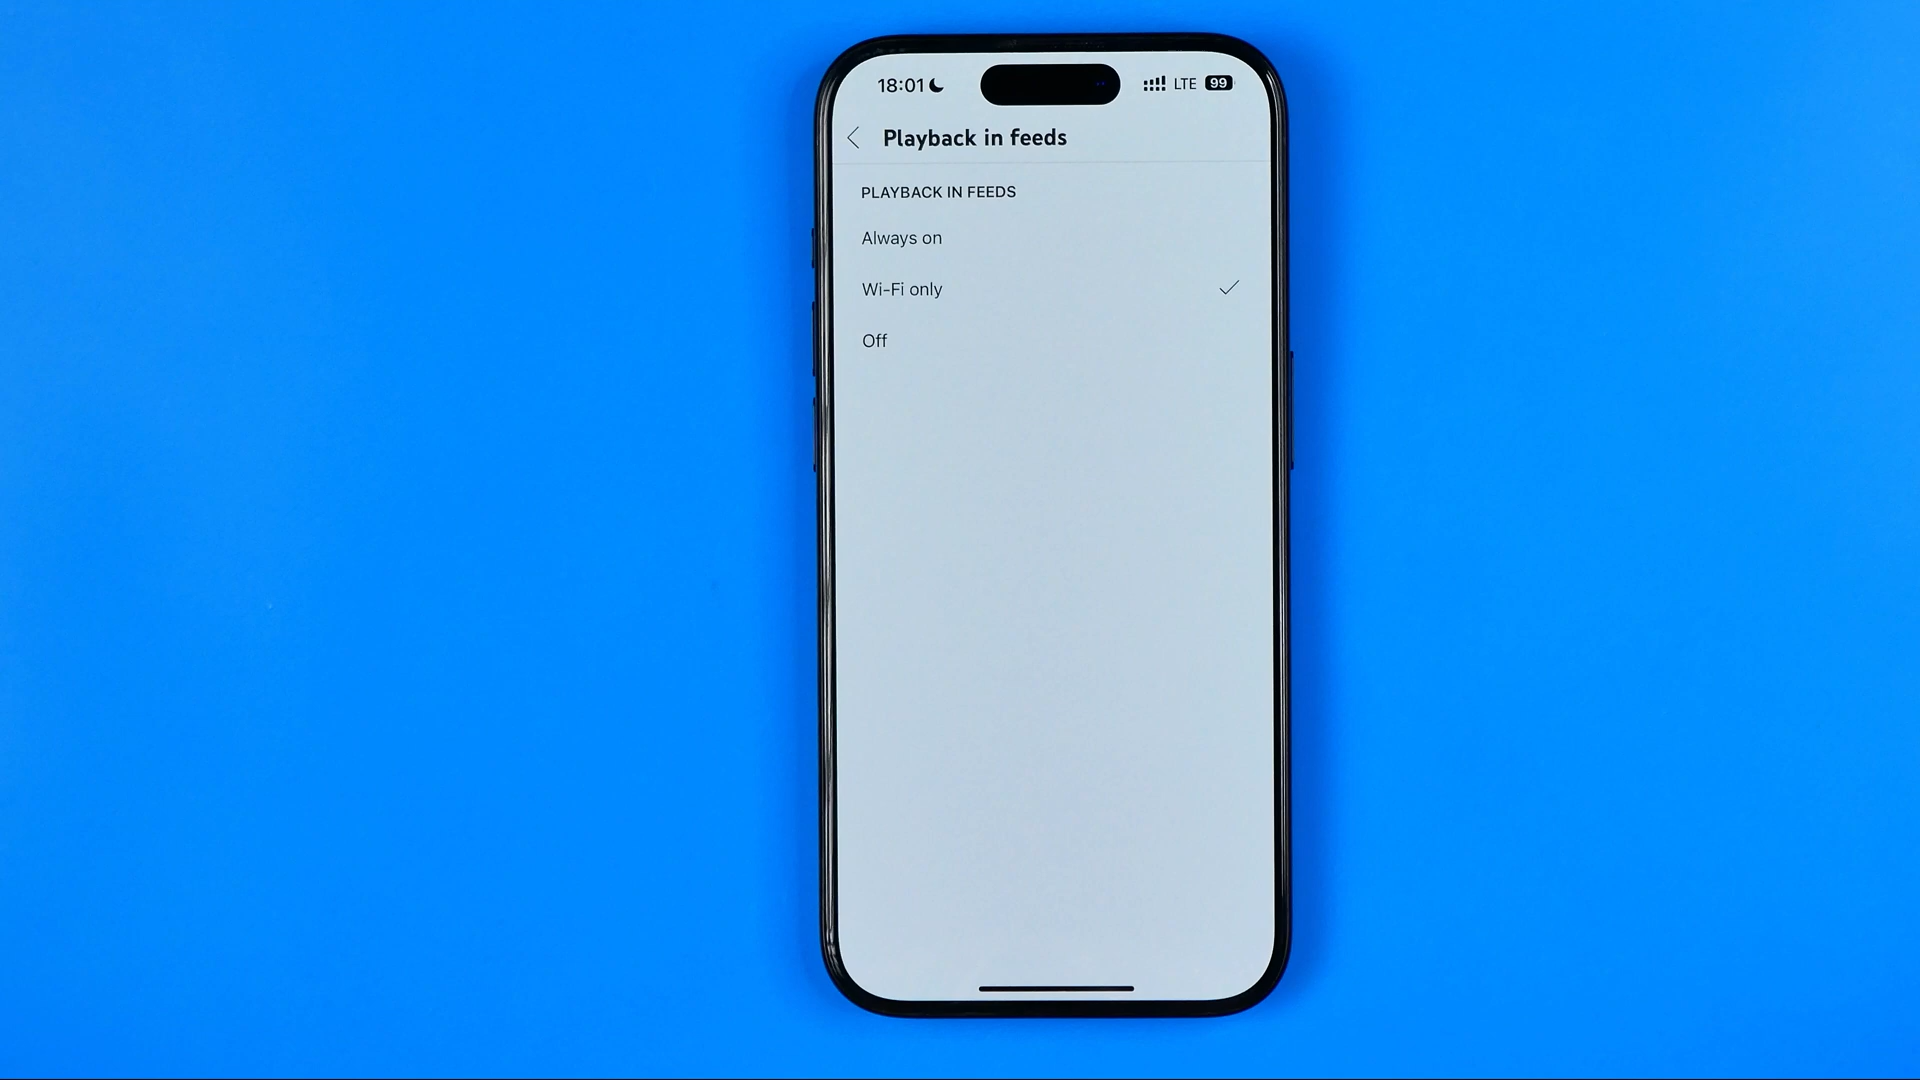 18:01 LTE 99
Playback in feeds
PLAYBACK IN FEEDS
Always on
Wi-Fi only
Off